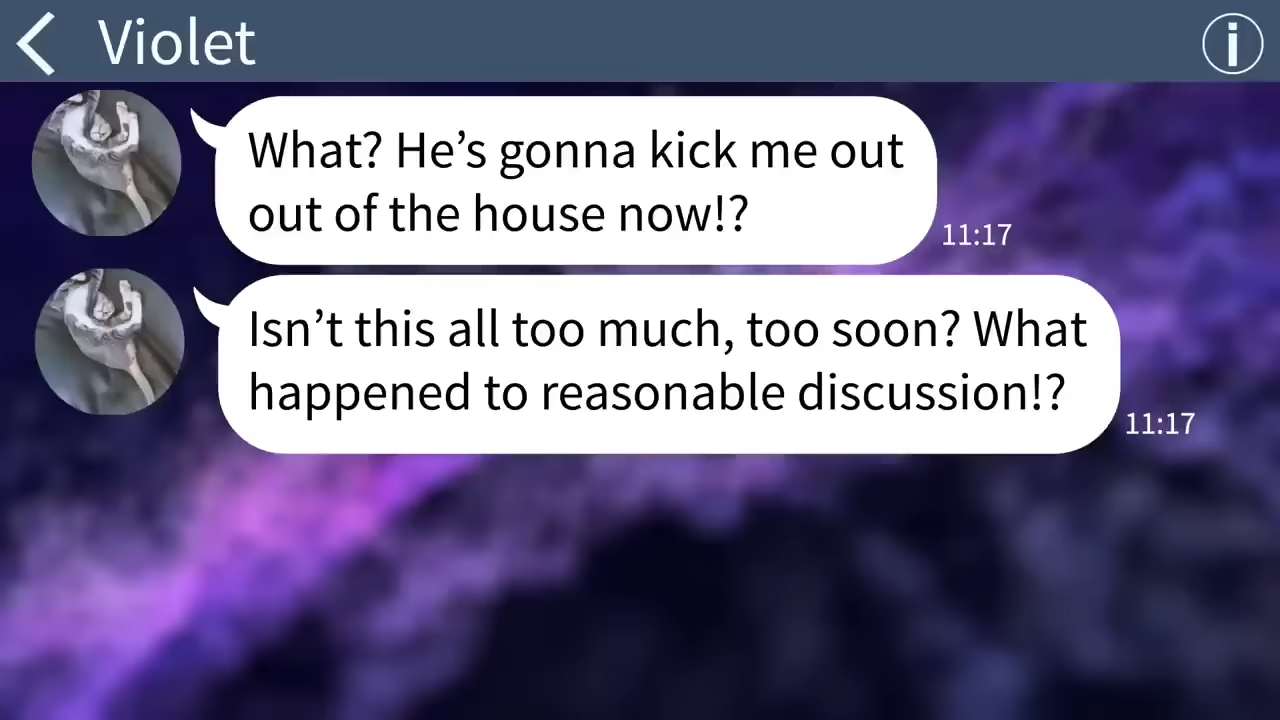 Violet
What? He’s gonna kick me out
out of the house now!?
11:17
Isn’t this all too much, too soon? What
happened to reasonable discussion!?
11:17